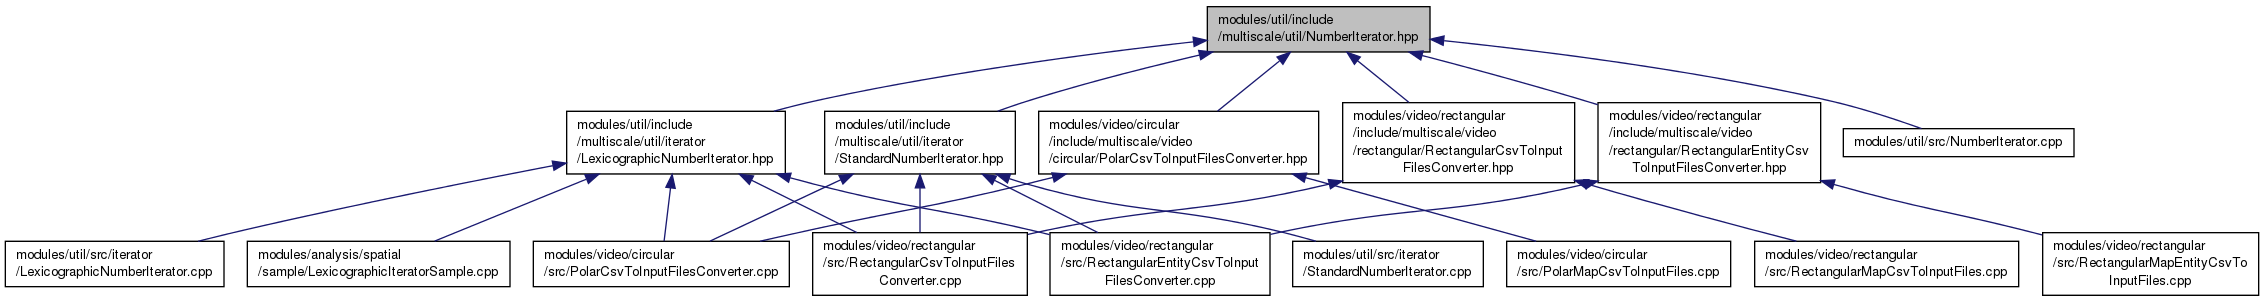 modules/util/include
/multiscale/util/NumberIterator.hpp
modules/util/include
/multiscale/util/iterator
/LexicographicNumberIterator.hpp
modules/util/include
/multiscale/util/iterator
/StandardNumberIterator.hpp
modules/video/circular
/include/multiscale/video
/circular/PolarCsvToInputFilesConverter.hpp
modules/video/rectangular
/include/multiscale/video
/rectangular/RectangularCsvToInput
FilesConverter.hpp
modules/video/rectangular
/include/multiscale/video
/rectangular/RectangularEntityCsv
ToInputFilesConverter.hpp
modules/util/src/NumberIterator.cpp
modules/util/src/iterator
/LexicographicNumberIterator.cpp
modules/analysis/spatial
/sample/LexicographicIteratorSample.cpp
modules/video/circular
/src/PolarCsvToInputFilesConverter.cpp
modules/video/rectangular
/src/RectangularCsvToInputFiles
Converter.cpp
modules/video/rectangular
/src/RectangularEntityCsvToInput
FilesConverter.cpp
modules/util/src/iterator
/StandardNumberIterator.cpp
modules/video/circular
/src/PolarMapCsvToInputFiles.cpp
modules/video/rectangular
/src/RectangularMapCsvToInputFiles.cpp
modules/video/rectangular
/src/RectangularMapEntityCsvTo
InputFiles.cpp